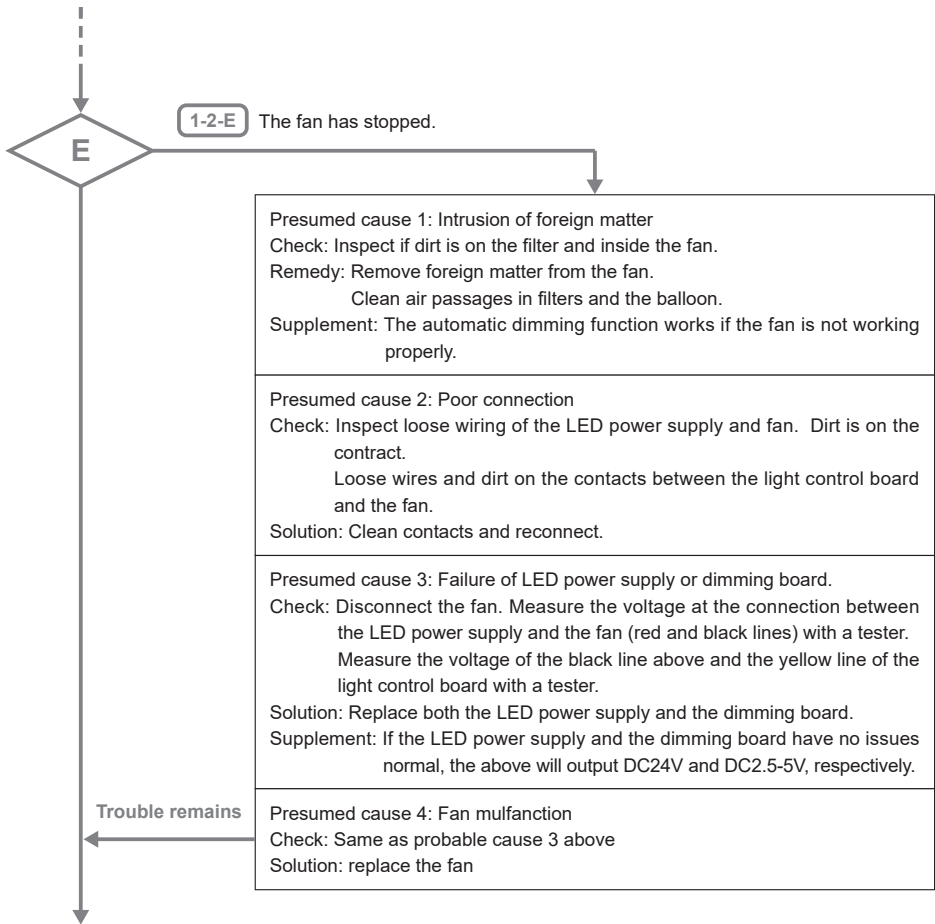 1-2-E The fan has stopped.
E
Presumed cause 1: Intrusion of foreign matter
Check: Inspect if dirt is on the filter and inside the fan.
Remedy: Remove foreign matter from the fan.
Clean air passages in filters and the balloon.
Supplement: The automatic dimming function works if the fan is not working
properly.
Presumed cause 2: Poor connection
Check: Inspect loose wiring of the LED power supply and fan. Dirt is on the
contract.
Loose wires and dirt on the contacts between the light control board
and the fan.
Solution: Clean contacts and reconnect.
Presumed cause 3: Failure of LED power supply or dimming board.
Check: Disconnect the fan. Measure the voltage at the connection between
the LED power supply and the fan (red and black lines) with a tester.
Measure the voltage of the black line above and the yellow line of the
light control board with a tester.
Solution: Replace both the LED power supply and the dimming board.
Supplement: If the LED power supply and the dimming board have no issues
normal, the above will output DC24V and DC2.5-5V, respectively.
Trouble remains
Presumed cause 4: Fan mulfanction
Check: Same as probable cause 3 above
Solution: replace the fan